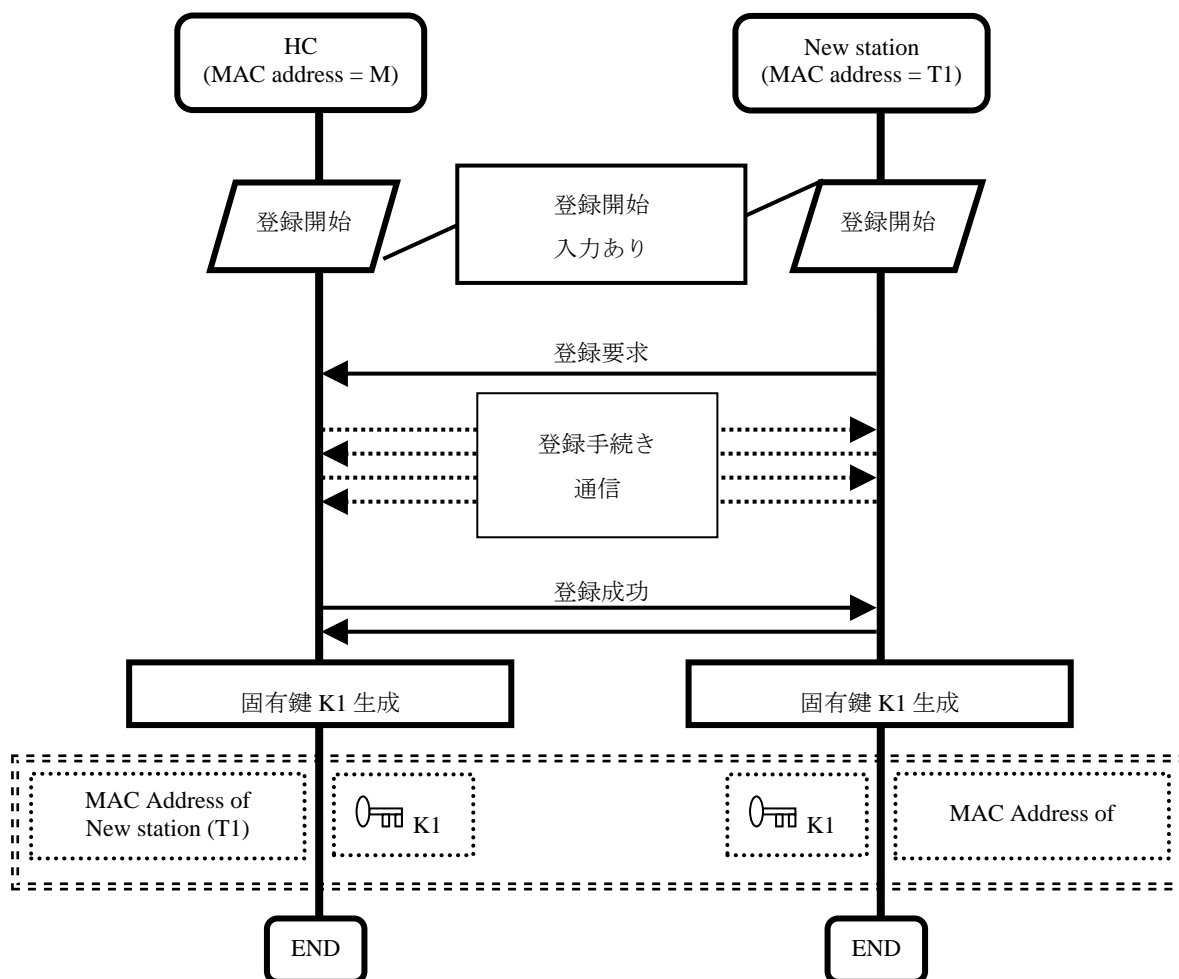 HC
(MAC address = M)
New station
(MAC address = T1)
登録開始
登録開始
入力あり
登録開始
登録要求
登録手続き
通信
登録成功
固有鍵 K1 生成
固有鍵 K1 生成
MAC Address of
New station (T1)
K1
K1
MAC Address of
END
END